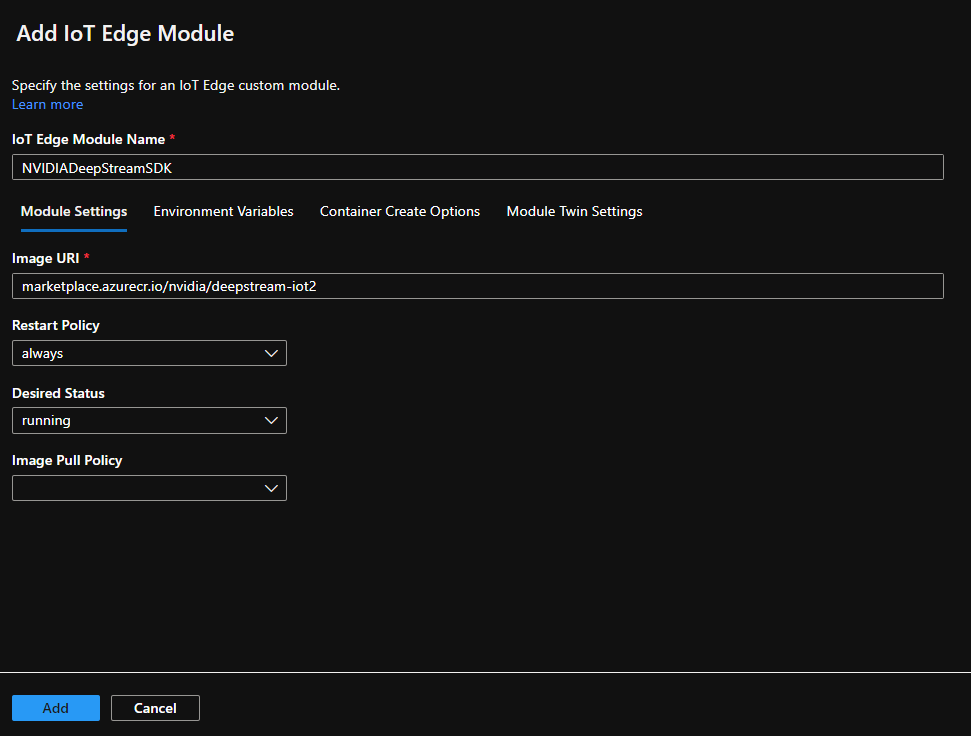 Add IoT Edge Module
Specify the settings for an IoT Edge custom module.
Learn more
IoT Edge Module Name *
NVIDIADeepStreamSDK
Module Settings Environment Variables Container Create Options Module Twin Settings
Image URI *
marketplace.azurecr.io/nvidia/deepstream-iot2
Restart Policy
always
Desired Status
running
Image Pull Policy
Add Cancel